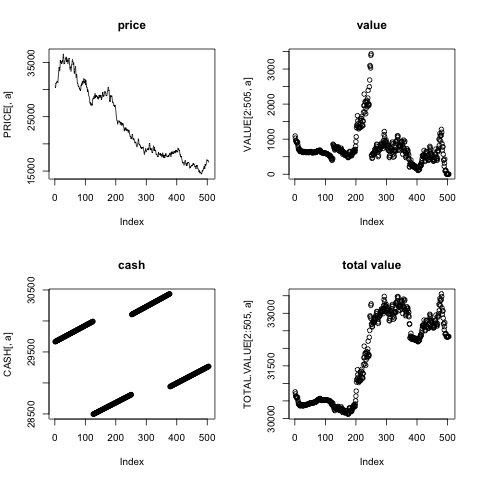 price
PRICE[, a]
15000 25000 35000
0 100 200 300 400 500
Index
value
VALUE[2:505, a]
0 1000 2000 3000
0 100 200 300 400 500
Index
cash
CASH[, a]
28500 29500 30500
0 100 200 300 400 500
Index
total value
TOTAL.VALUE[2:505, a]
30000 31500 33000
0 100 200 300 400 500
Index